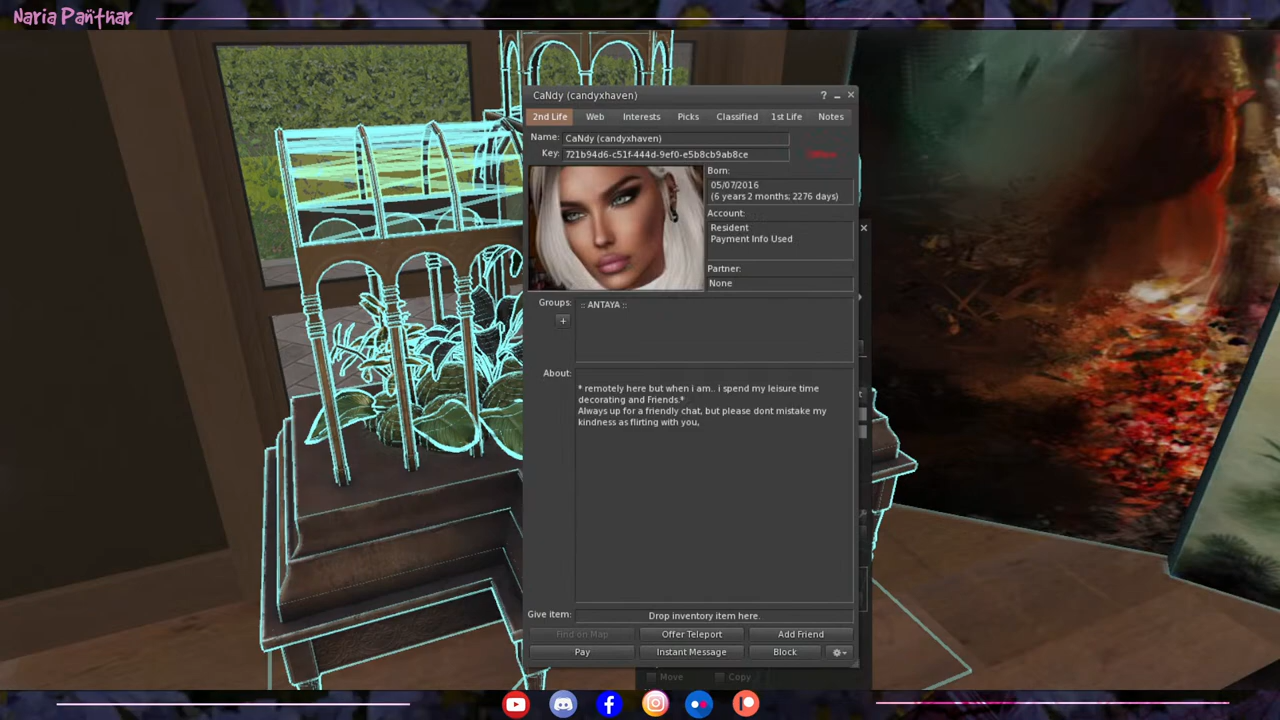 Naria Panthar
CaNdy (candyxhaven)
?
2nd Life Web Interests Picks Classified 1st Life Notes
Name: CaNdy (candyxhaven)
Key: 721b94d6-c51f-444d-9ef0-e5b8cb9ab8ce
Born:
05/07/2016
(6 years 2 months; 2276 days)
Account:
Resident
Payment Info Used
Partner:
None
Groups: :: ANTAYA ::
+
About:
* remotely here but when i am.. i spend my leisure time
decorating and Friends.*
Always up for a friendly chat, but please dont mistake my
kindness as flirting with you,
Give item: Drop inventory item here.
Find on Map Offer Teleport Add Friend
Pay Instant Message Block
Move Copy